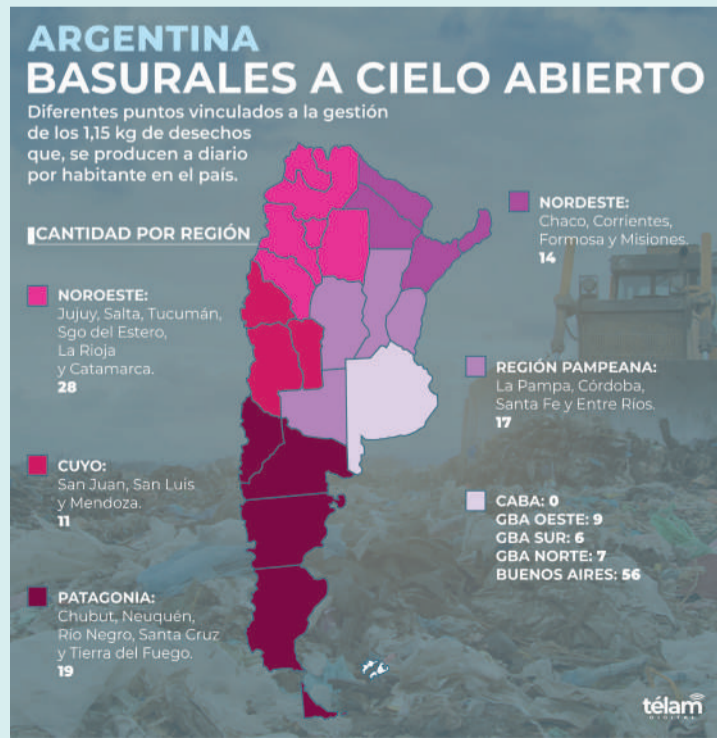 ARGENTINA
BASURALES A CIELO ABIERTO
Diferentes puntos vinculados a la gestión
de los 1,15 kg de desechos
que, se producen a diario
por habitante en el país.
CANTIDAD POR REGIÓN
NOROESTE:
Jujuy, Salta, Tucumán,
Sgo del Estero,
La Rioja
y Catamarca.
28
CUYO:
San Juan, San Luis
y Mendoza.
11
PATAGONIA:
Chubut, Neuquén,
Río Negro, Santa Cruz
y Tierra del Fuego.
19
NORDESTE:
Chaco, Corrientes,
Formosa y Misiones.
14
REGIÓN PAMPEANA:
La Pampa, Córdoba,
Santa Fe y Entre Ríos.
17
CABA: 0
GBA OESTE: 9
GBA SUR: 6
GBA NORTE: 7
BUENOS AIRES: 56
télam
DIGITAL